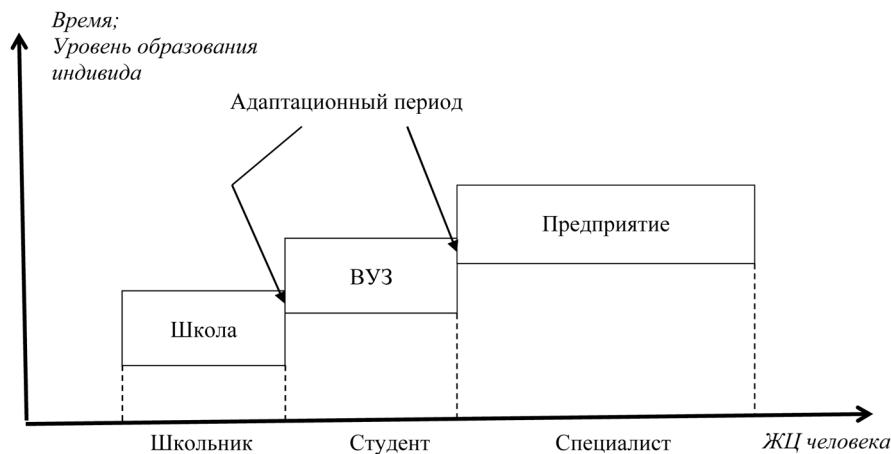 Время;
Уровень образования
индивида
Адаптационный период
Предприятие
ВУЗ
Школа
Школьник
Студент
Специалист
ЖЦ человека